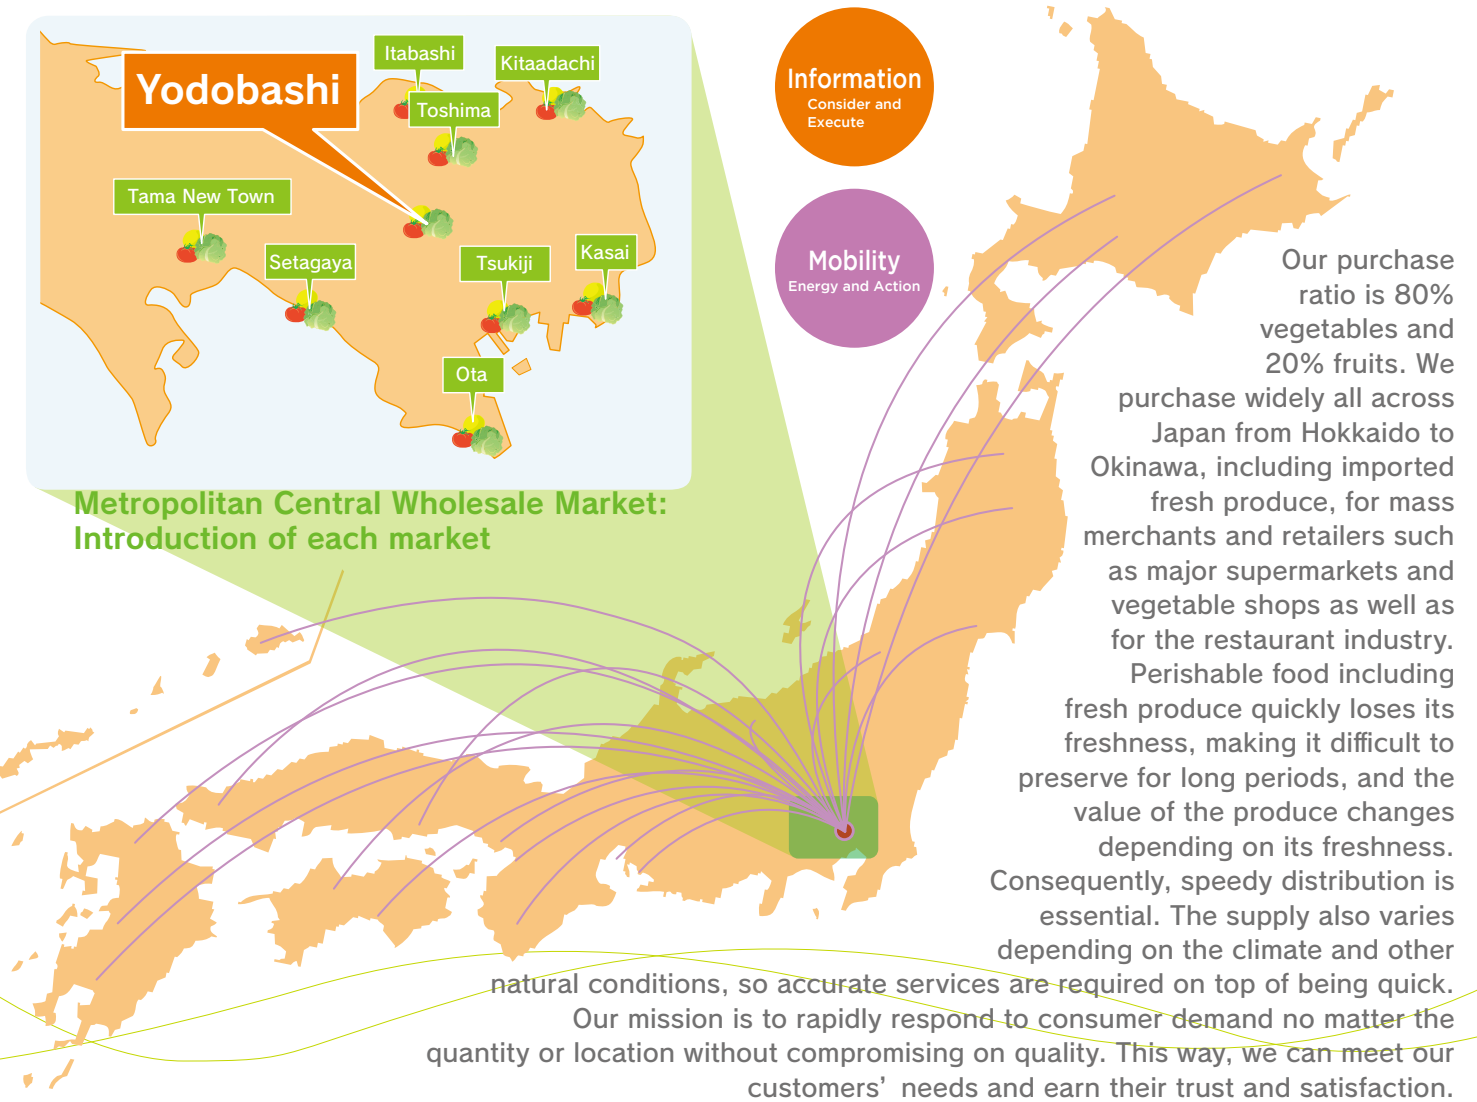 Itabashi
Kitaadachi
Yodobashi
Toshima
Tama New Town
Setagaya
Tsukiji
Kasai
Ota
Metropolitan Central Wholesale Market:
Introduction of each market
Information
Consider and
Execute
Mobility
Energy and Action
Our purchase
ratio is 80%
vegetables and
20% fruits. We
purchase widely all across
Japan from Hokkaido to
Okinawa, including imported
fresh produce, for mass
merchants and retailers such
as major supermarkets and
vegetable shops as well as
for the restaurant industry.
Perishable food including
fresh produce quickly loses its
freshness, making it difficult to
preserve for long periods, and the
value of the produce changes
depending on its freshness.
Consequently, speedy distribution is
essential. The supply also varies
depending on the climate and other
natural conditions, so accurate services are required on top of being quick.
Our mission is to rapidly respond to consumer demand no matter the
quantity or location without compromising on quality. This way, we can meet our
customers’ needs and earn their trust and satisfaction.